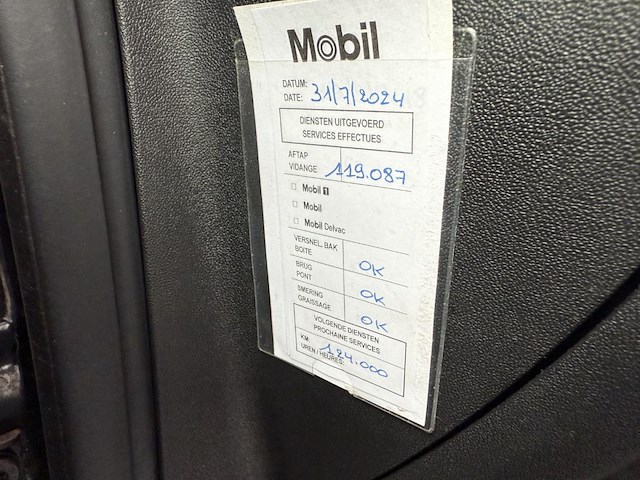 Mobil
DATUM:
DATE: 31/7/2024
DIENSTEN UITGEVOERD
SERVICES EFFECTUES
AFTAP
VIDANGE 119.087
Mobil 1
Mobil
Mobil Delvac
VERSNEL. BAK
BOITE OK
BRUG
PONT OK
SMERING
GRAISSAGE OK
VOLGENDE DIENSTEN
PROCHAINE SERVICES
KM: 124.000
UREN / HEURES: